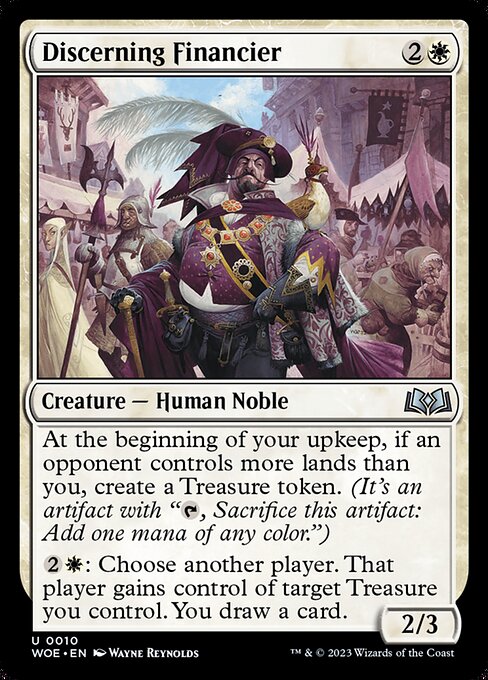 Discerning Financier 2
Creature — Human Noble
At the beginning of your upkeep, if an
opponent controls more lands than
you, create a Treasure token. (It's an
artifact with “, Sacrifice this artifact:
Add one mana of any color.”)
2 : Choose another player. That
player gains control of target Treasure
you control. You draw a card.
2/3
U 0010
WOE • EN Wayne Reynolds
™ & © 2023 Wizards of the Coast